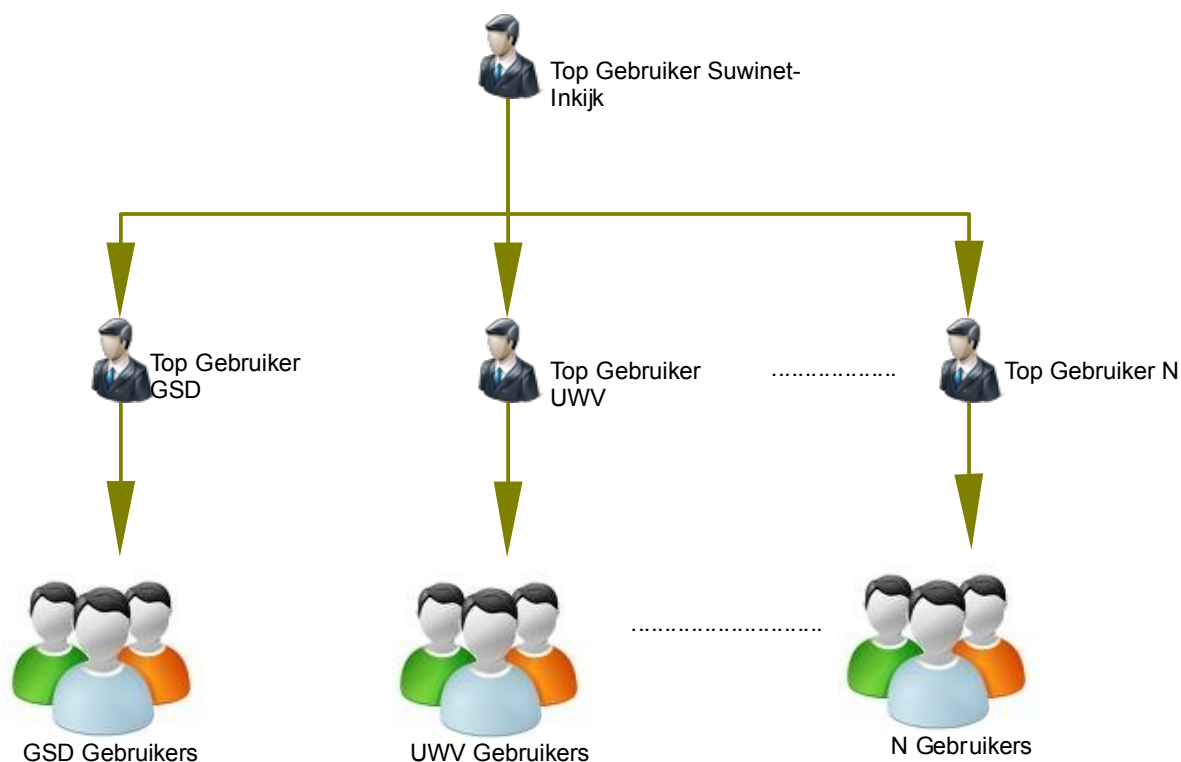 Top Gebruiker Suwinet-
Inkijk
Top Gebruiker
GSD
Top Gebruiker
UWV
...................
Top Gebruiker N
.............................
GSD Gebruikers
UWV Gebruikers
N Gebruikers